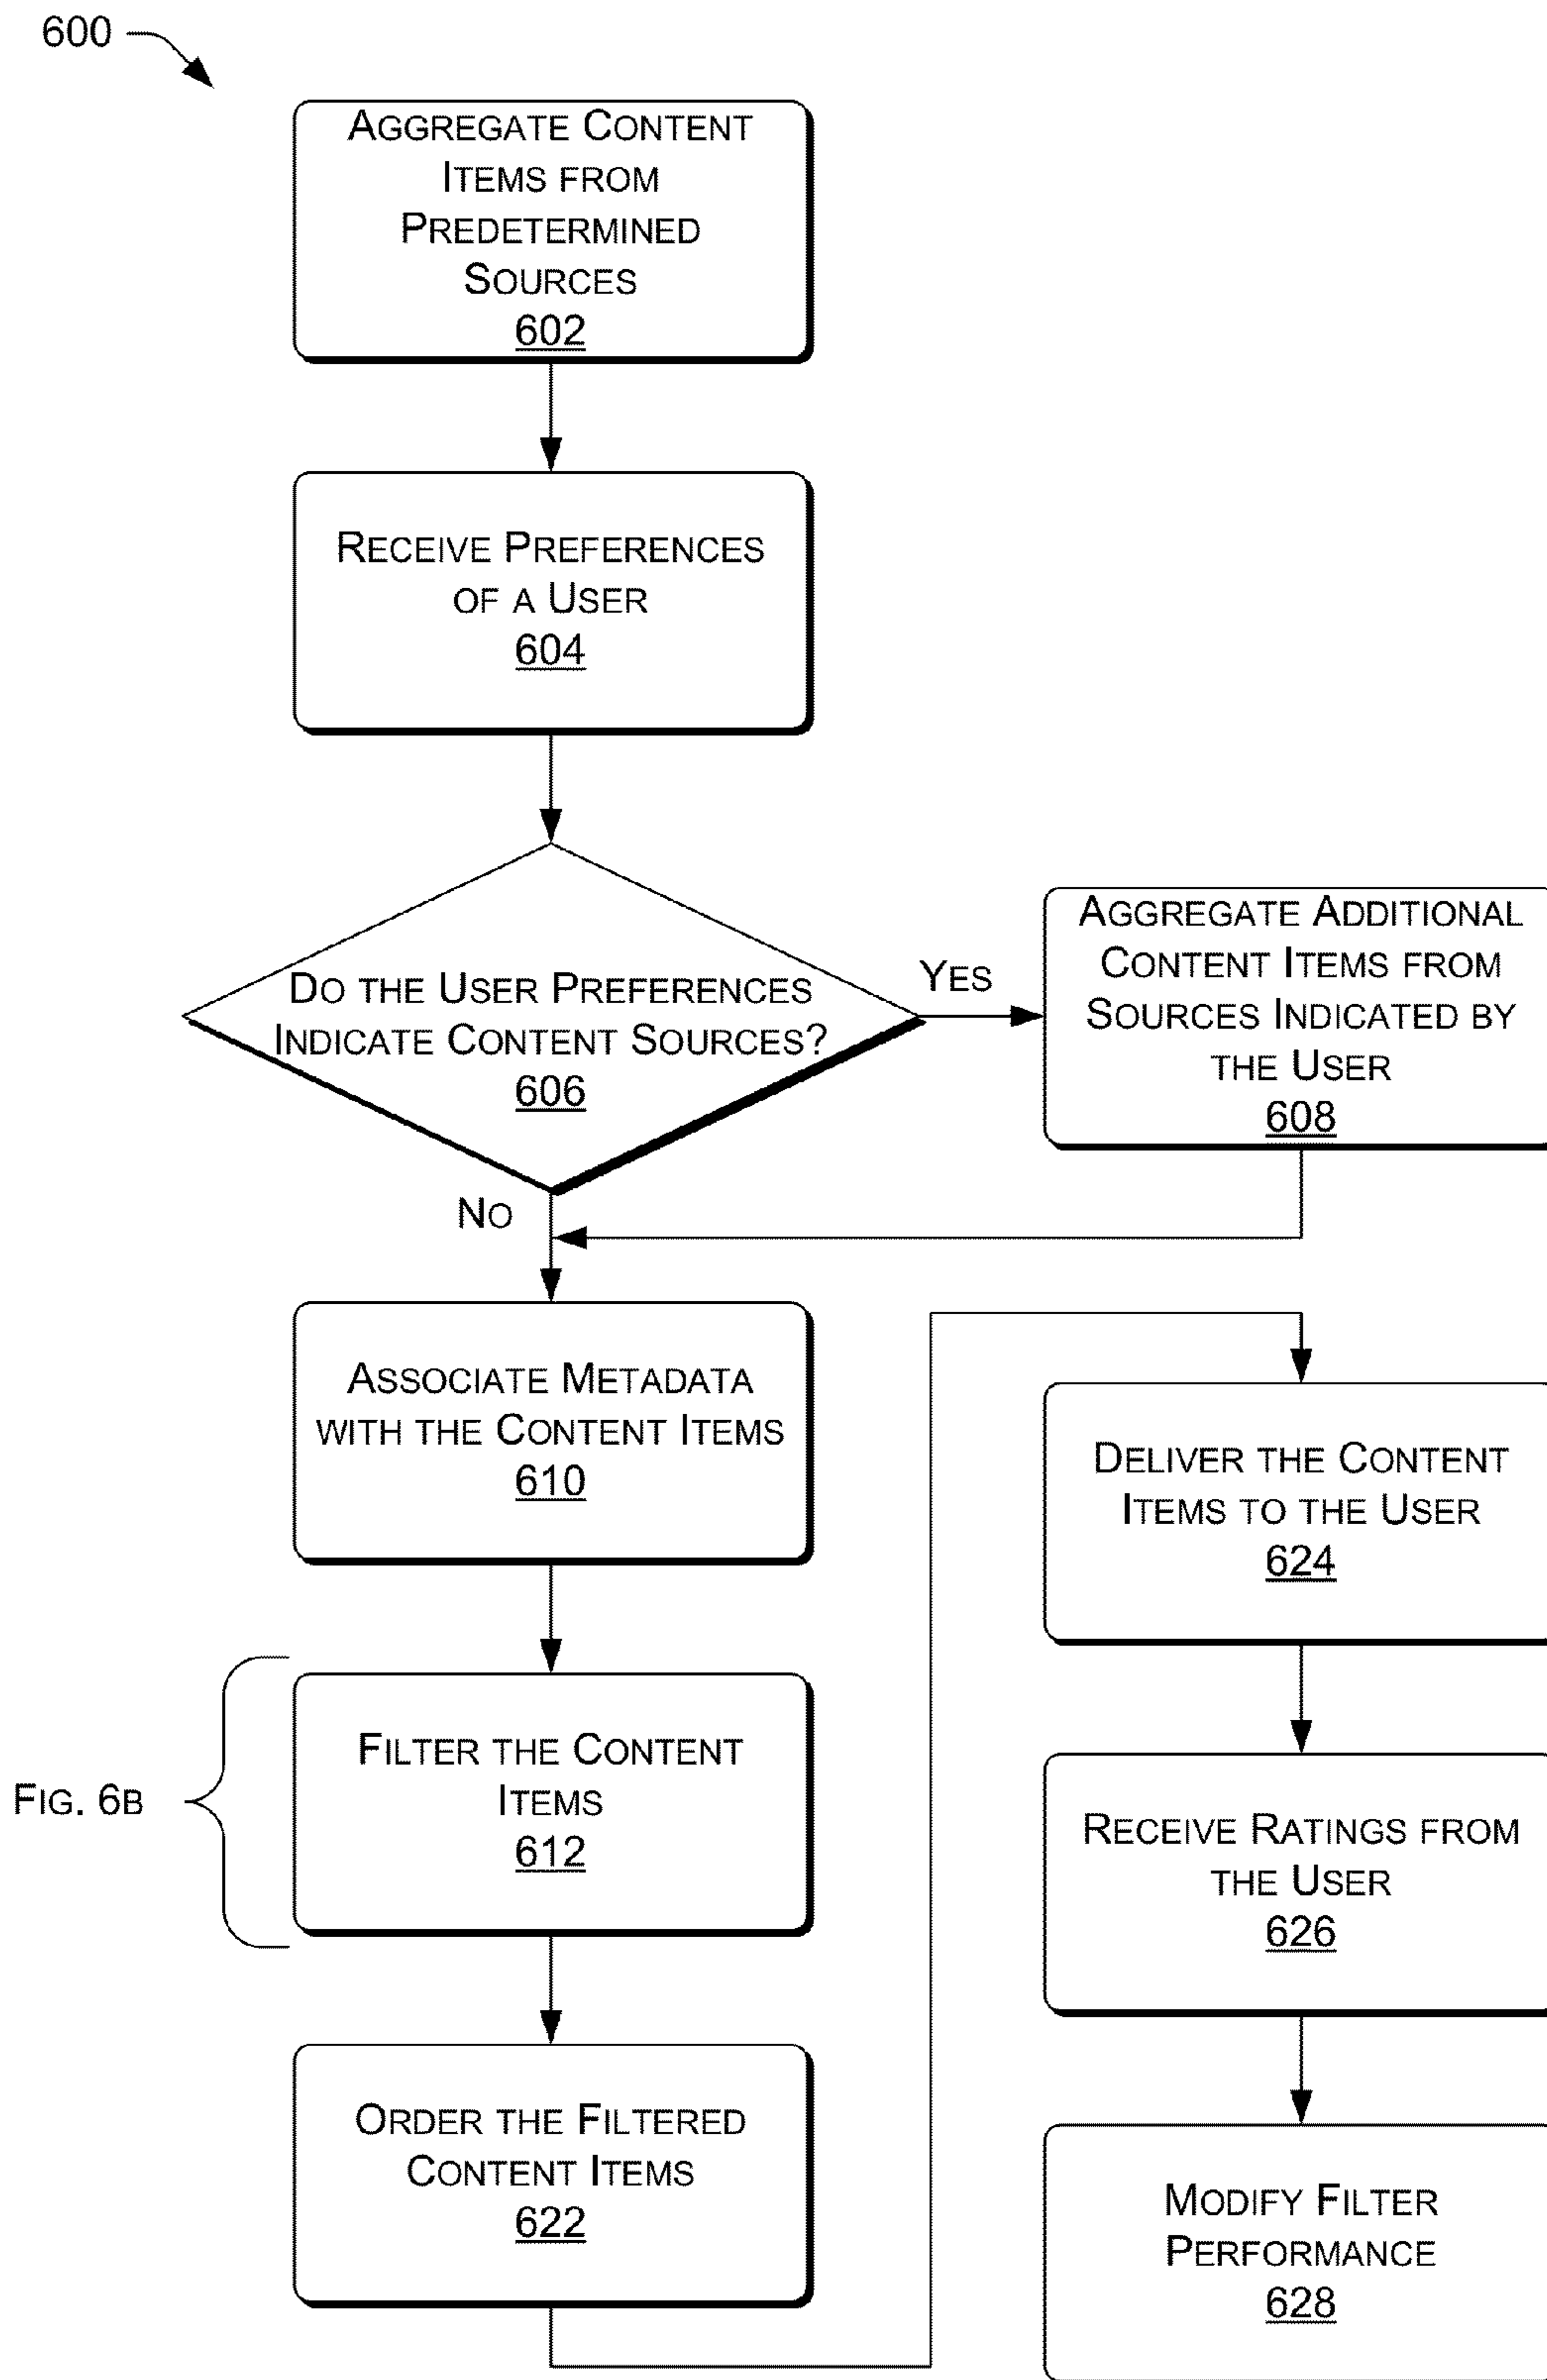 600
AGGREGATE CONTENT
ITEMS FROM
PREDETERMINED
SOURCES
602
RECEIVE PREFERENCES
OF A USER
604
DO THE USER PREFERENCES
INDICATE CONTENT SOURCES?
606
YES
AGGREGATE ADDITIONAL
CONTENT ITEMS FROM
SOURCES INDICATED BY
THE USER
608
NO
ASSOCIATE METADATA
WITH THE CONTENT ITEMS
610
FIG. 6B
FILTER THE CONTENT
ITEMS
612
ORDER THE FILTERED
CONTENT ITEMS
622
DELIVER THE CONTENT
ITEMS TO THE USER
624
RECEIVE RATINGS FROM
THE USER
626
MODIFY FILTER
PERFORMANCE
628